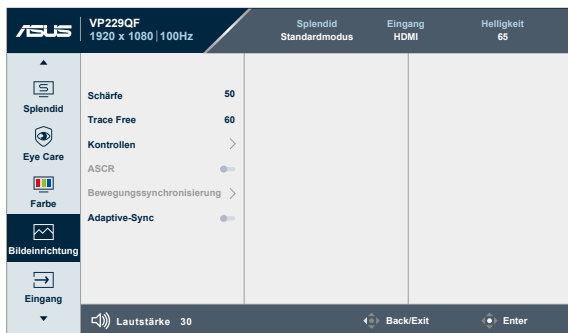 ASUS
VP229QF
1920 x 1080|100Hz
Splendid
Standardmodus
Eingang
HDMI
Helligkeit
65
Splendid
Eye Care
Farbe
Bildeinrichtung
Eingang
Schärfe 50
Trace Free 60
Kontrollen
ASCR
Bewegungssynchronisierung
Adaptive-Sync
Lautstärke 30
Back/Exit
Enter